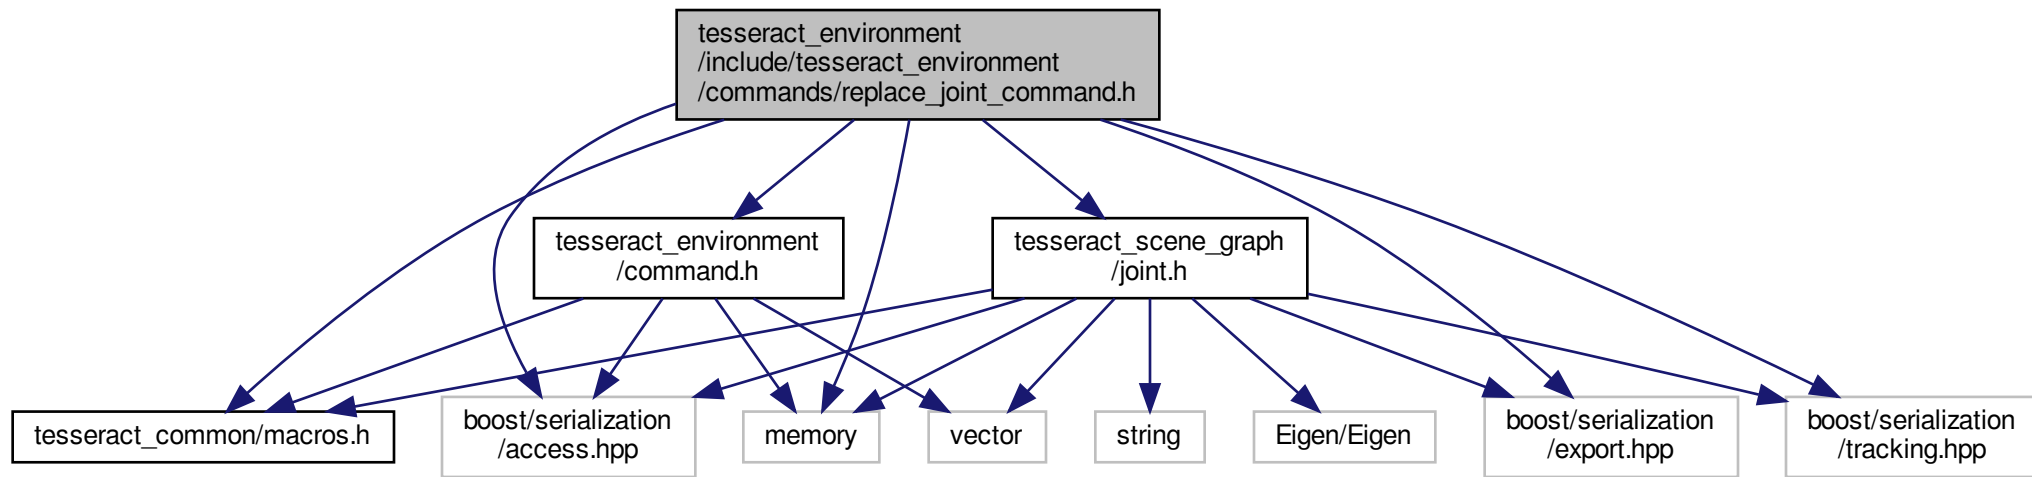 tesseract_environment
/include/tesseract_environment
/commands/replace_joint_command.h
tesseract_environment
/command.h
tesseract_scene_graph
/joint.h
tesseract_common/macros.h
boost/serialization
/access.hpp
memory
vector
string
Eigen/Eigen
boost/serialization
/export.hpp
boost/serialization
/tracking.hpp